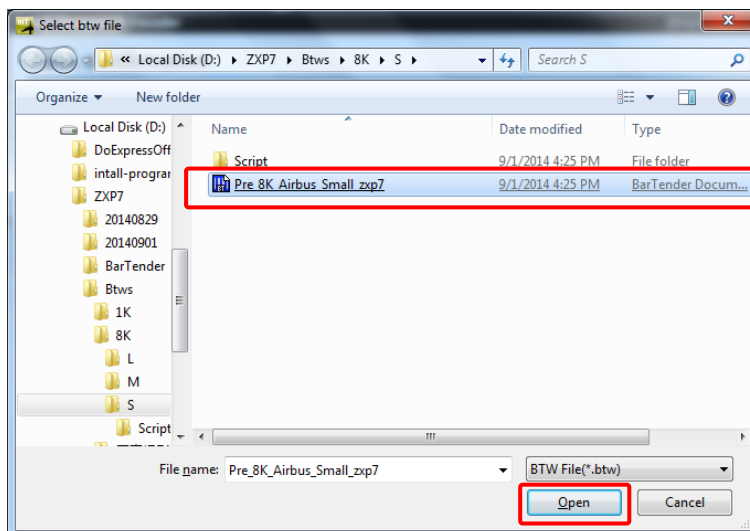 Select btw file
« Local Disk (D:) ▸ ZXP7 ▸ Btws ▸ 8K ▸ S ▸
Search S
Organize ▾ New folder
Name Date modified Type
Local Disk (D:)
DoExpressOff
intall-program
ZXP7
20140829
20140901
BarTender
Btws
1K
8K
L
M
S
Script
Script 9/1/2014 4:25 PM File folder
Pre_8K_Airbus_Small_zxp7 9/1/2014 4:25 PM BarTender Docum...
File name: Pre_8K_Airbus_Small_zxp7
BTW File(*.btw)
Open Cancel